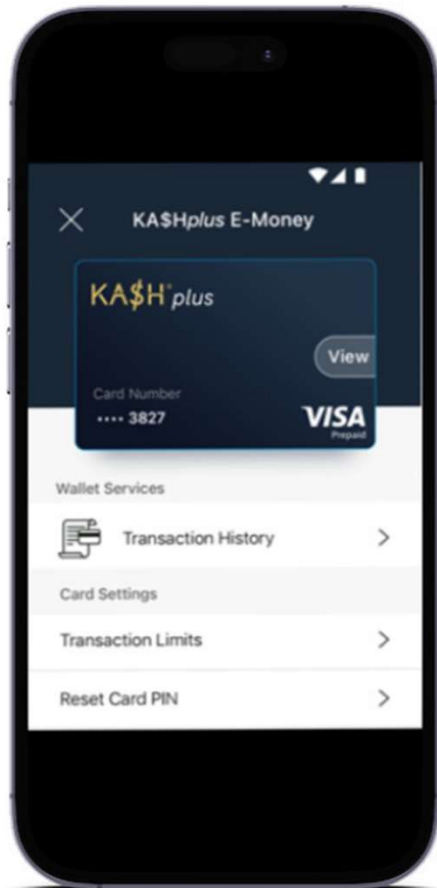 KA$Hplus E-Money
KA$H® plus
View
Card Number
•••• 3827
VISA
Prepaid
Wallet Services
Transaction History
Card Settings
Transaction Limits
Reset Card PIN